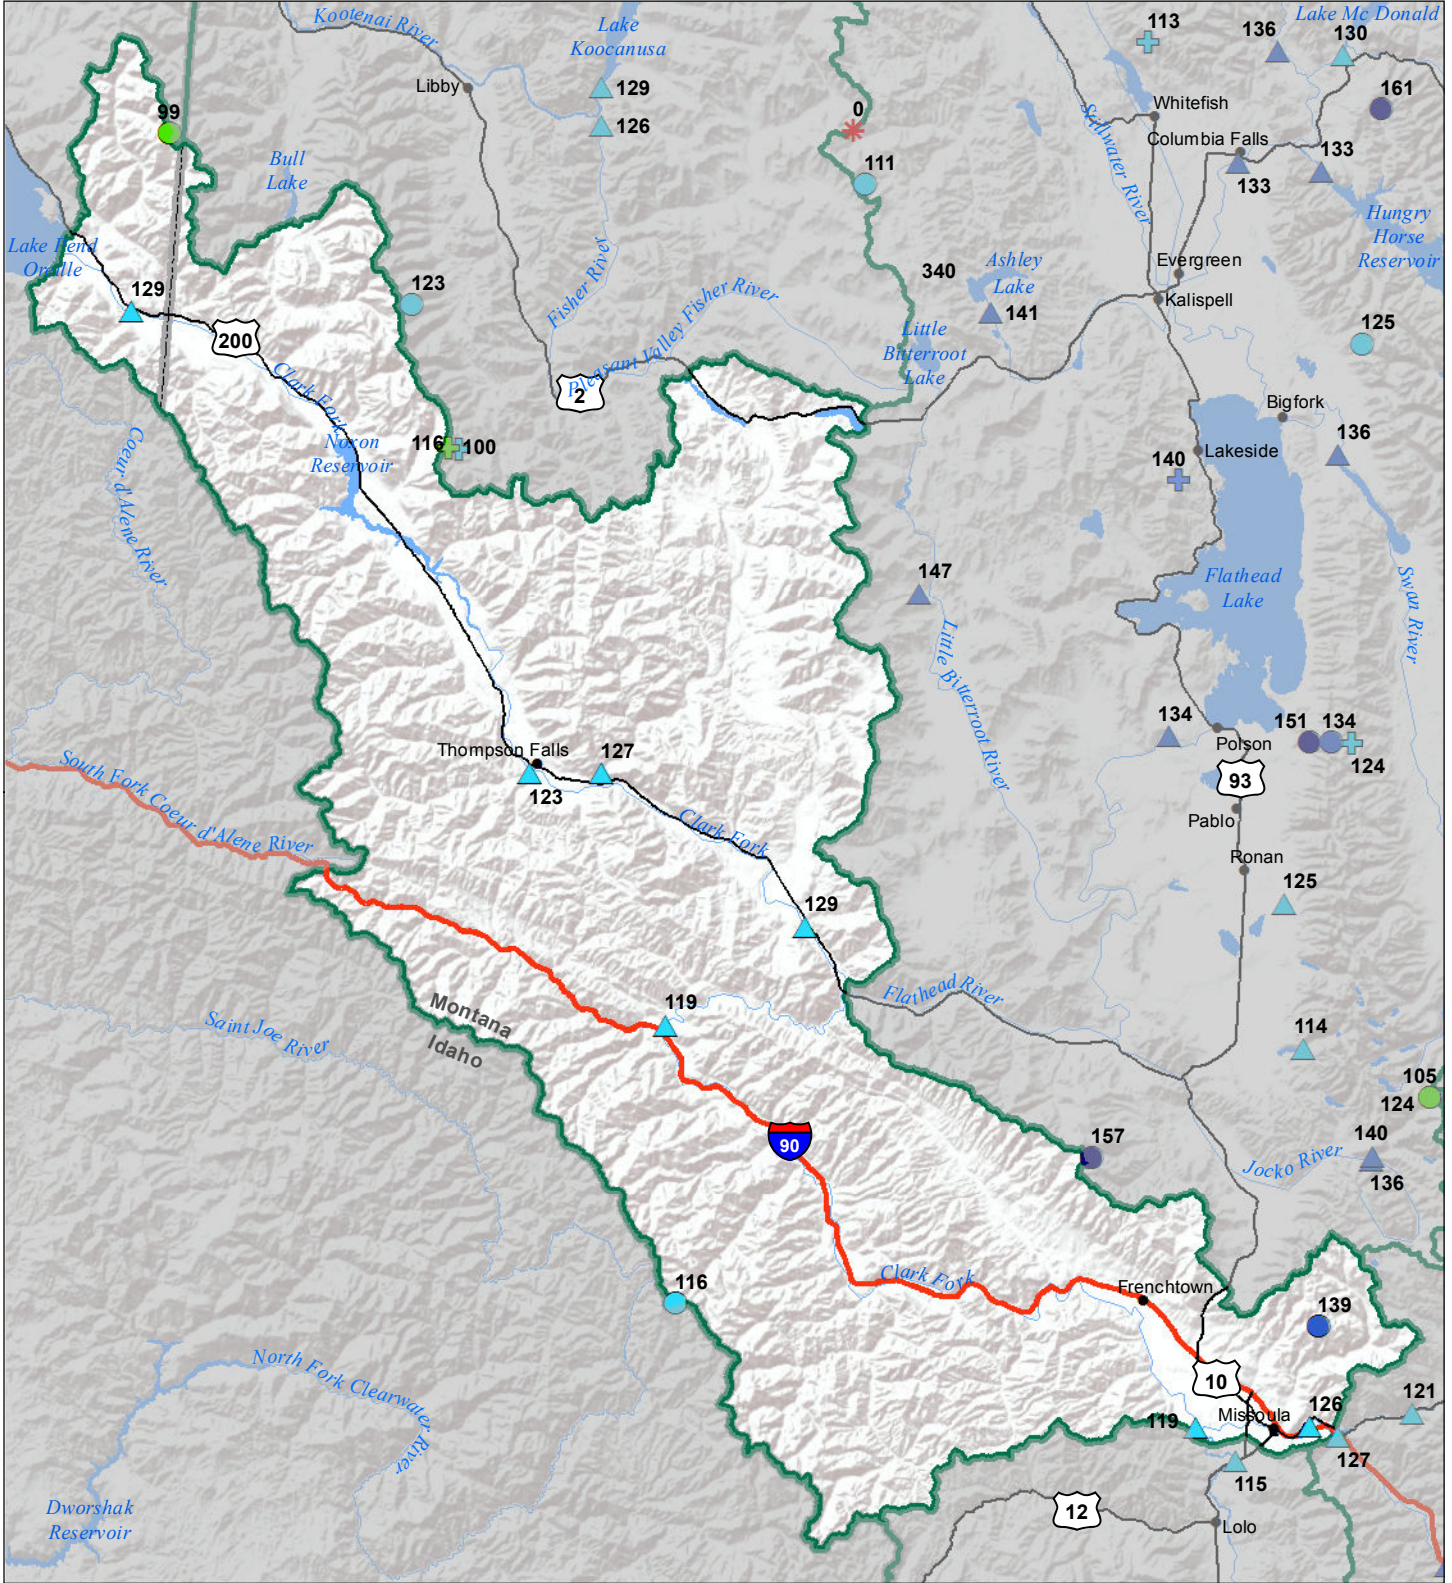 Kootenai River
Lake
Koocanusa
113
136
Lake Mc Donald
130
Libby
129
126
99
0
161
Whitefish
Columbia Falls
133
133
Stillwater River
Bull
Lake
111
Hungry
Horse
Reservoir
Lake Pend
Oreille
129
123
Fisher River
Pleasant Valley Fisher River
340
Ashley
Lake
141
Evergreen
Kalispell
125
200
Clark Fork
2
Little
Bitterroot
Lake
Bigfork
136
Noxon
Reservoir
116
100
Lakeside
140
Coeur d'Alene River
147
Flathead
Lake
Swan River
Little Bitterroot River
134
Polson
151
134
124
93
Thompson Falls
123
127
South Fork Coeur d'Alene River
Clark Fork
Pablo
Ronan
125
129
Flathead River
119
Montana
Idaho
Saint Joe River
114
105
124
90
157
140
136
Jocko River
116
Clark Fork
Frenchtown
139
North Fork Clearwater
River
10
Missoula
119
126
121
127
115
Dworshak
Reservoir
12
Lolo